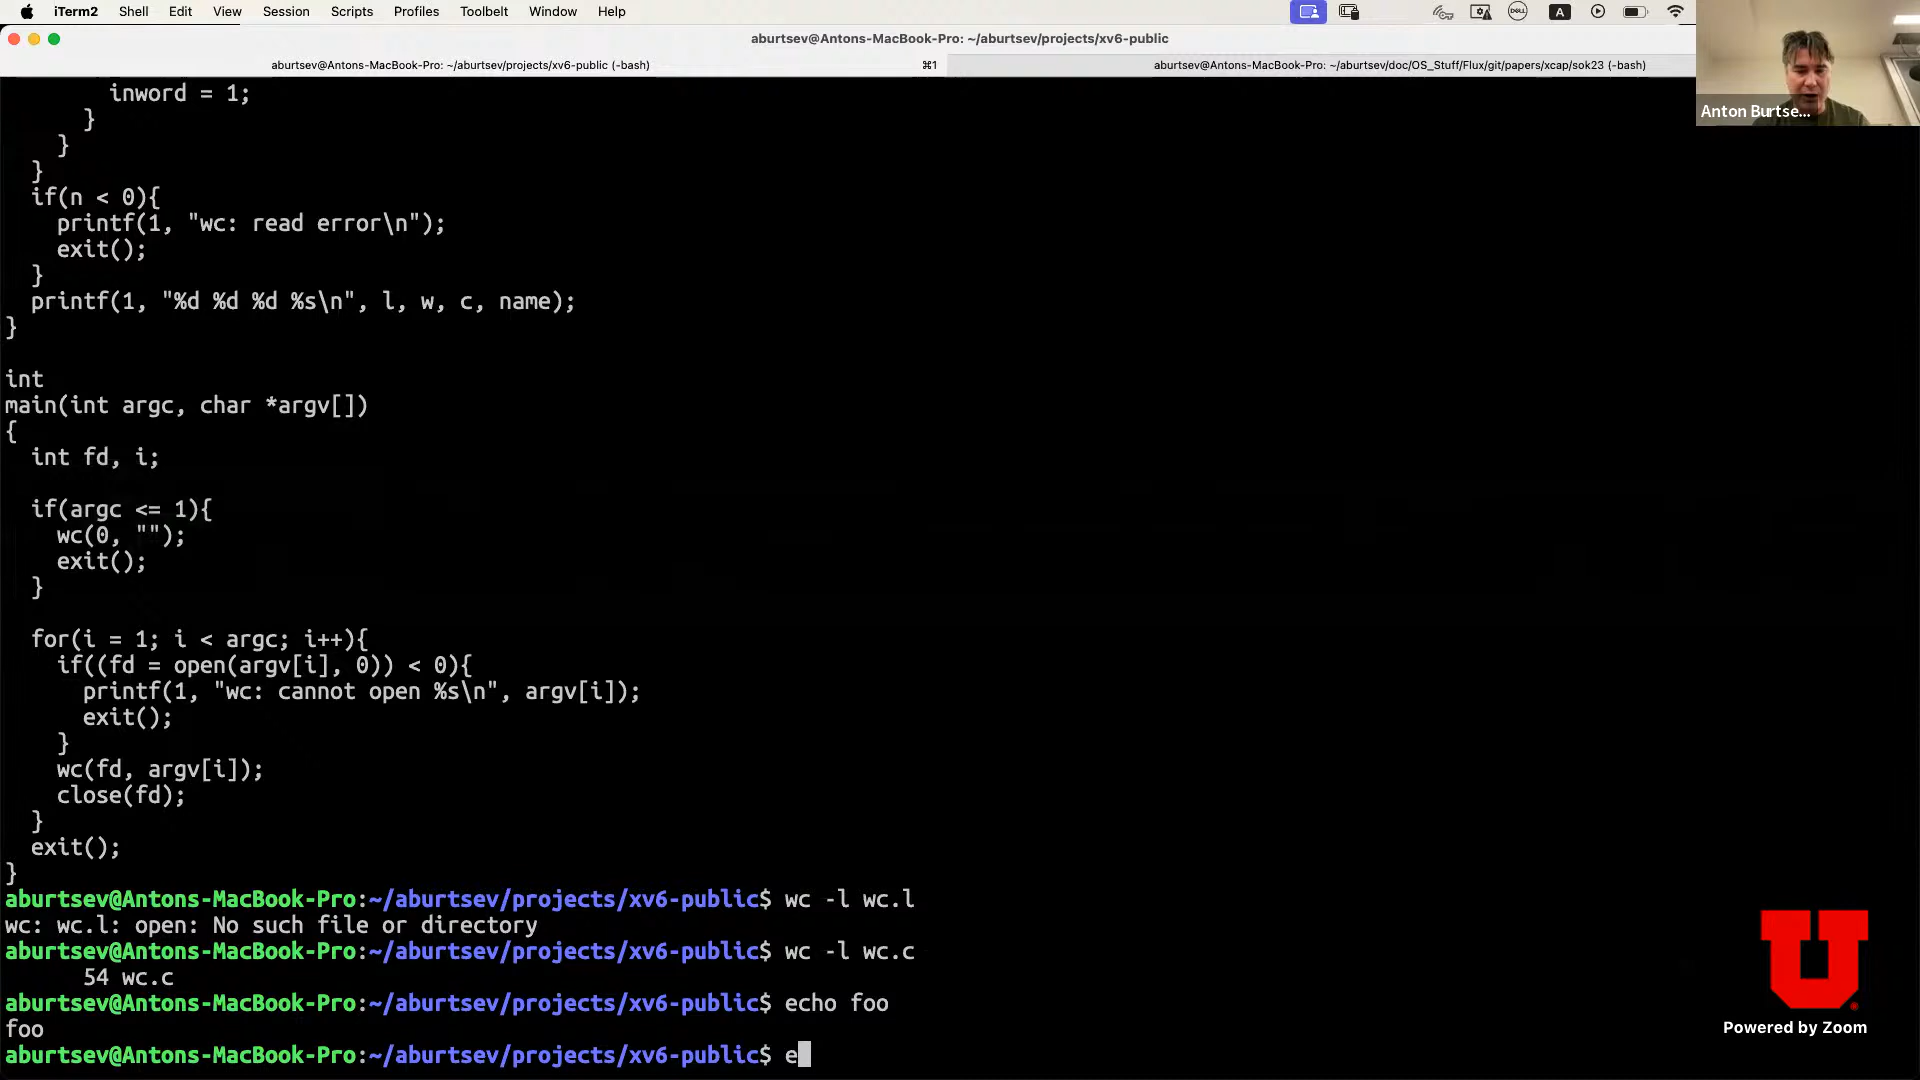 iTerm2 Shell Edit View Session Scripts Profiles Toolbelt Window Help
DELL A
aburtsev@Antons-MacBook-Pro: ~/aburtsev/projects/xv6-public
aburtsev@Antons-MacBook-Pro: ~/aburtsev/projects/xv6-public (-bash) ⌘1 aburtsev@Antons-MacBook-Pro: ~/aburtsev/doc/OS_Stuff/Flux/git/papers/xcap/sok23 (-bash)
Anton Burtse...
        inword = 1;
      }
    }
  }
  if(n < 0){
    printf(1, "wc: read error\n");
    exit();
  }
  printf(1, "%d %d %d %s\n", l, w, c, name);
}
int
main(int argc, char *argv[])
{
  int fd, i;
  if(argc <= 1){
    wc(0, "");
    exit();
  }
  for(i = 1; i < argc; i++){
    if((fd = open(argv[i], 0)) < 0){
      printf(1, "wc: cannot open %s\n", argv[i]);
      exit();
    }
    wc(fd, argv[i]);
    close(fd);
  }
  exit();
}
aburtsev@Antons-MacBook-Pro:~/aburtsev/projects/xv6-public$ wc -l wc.l
wc: wc.l: open: No such file or directory
aburtsev@Antons-MacBook-Pro:~/aburtsev/projects/xv6-public$ wc -l wc.c
      54 wc.c
aburtsev@Antons-MacBook-Pro:~/aburtsev/projects/xv6-public$ echo foo
foo
aburtsev@Antons-MacBook-Pro:~/aburtsev/projects/xv6-public$ e
U
Powered by Zoom